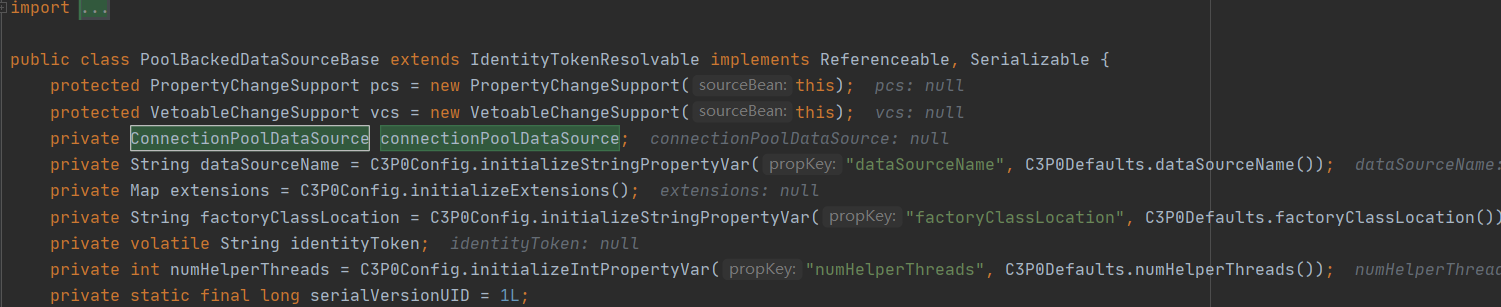 import ...
public class PoolBackedDataSourceBase extends IdentityTokenResolvable implements Referenceable, Serializable {
protected PropertyChangeSupport pcs = new PropertyChangeSupport( sourceBean: this);  pcs: null
protected VetoableChangeSupport vcs = new VetoableChangeSupport( sourceBean: this);  vcs: null
private ConnectionPoolDataSource connectionPoolDataSource;  connectionPoolDataSource: null
private String dataSourceName = C3P0Config.initializeStringPropertyVar( propKey: "dataSourceName", C3P0Defaults.dataSourceName());  dataSourceName:
private Map extensions = C3P0Config.initializeExtensions();  extensions: null
private String factoryClassLocation = C3P0Config.initializeStringPropertyVar( propKey: "factoryClassLocation", C3P0Defaults.factoryClassLocation())
private volatile String identityToken;  identityToken: null
private int numHelperThreads = C3P0Config.initializeIntPropertyVar( propKey: "numHelperThreads", C3P0Defaults.numHelperThreads());  numHelperThread
private static final long serialVersionUID = 1L;